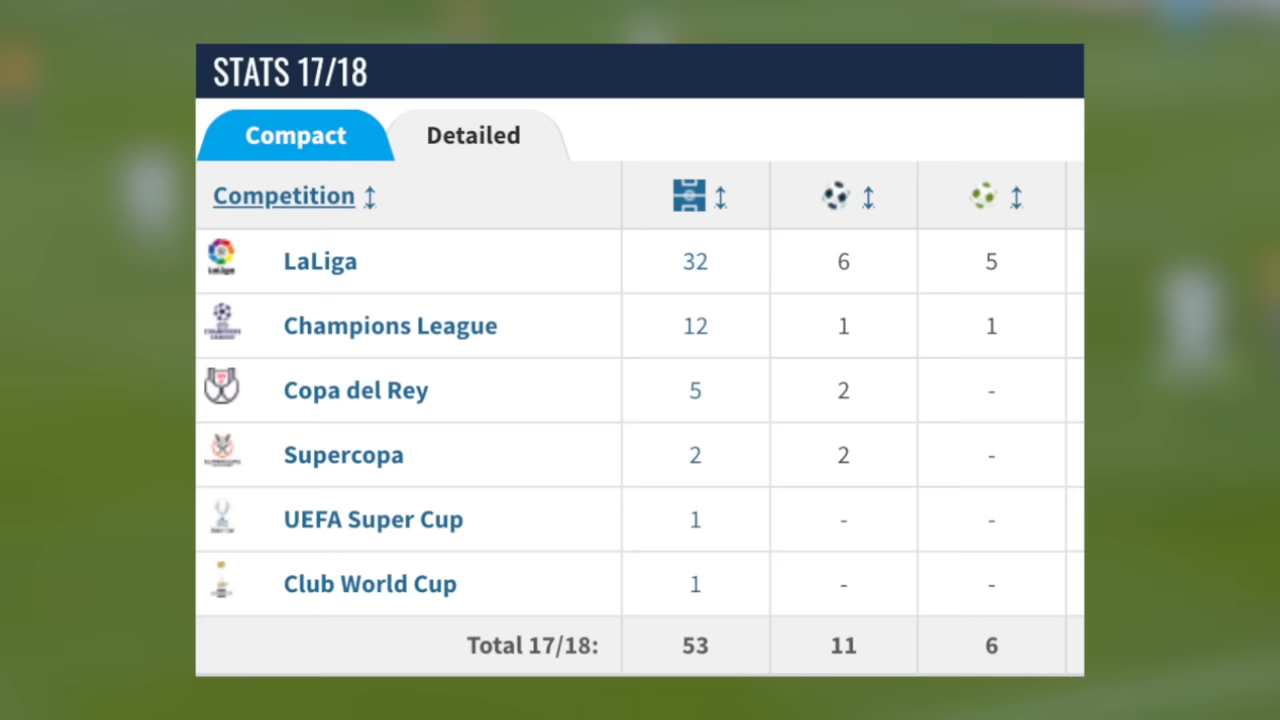 STATS 17/18
Compact Detailed
Competition
LaLiga 32 6 5
Champions League 12 1 1
Copa del Rey 5 2 -
Supercopa 2 2 -
UEFA Super Cup 1 - -
Club World Cup 1 - -
Total 17/18: 53 11 6